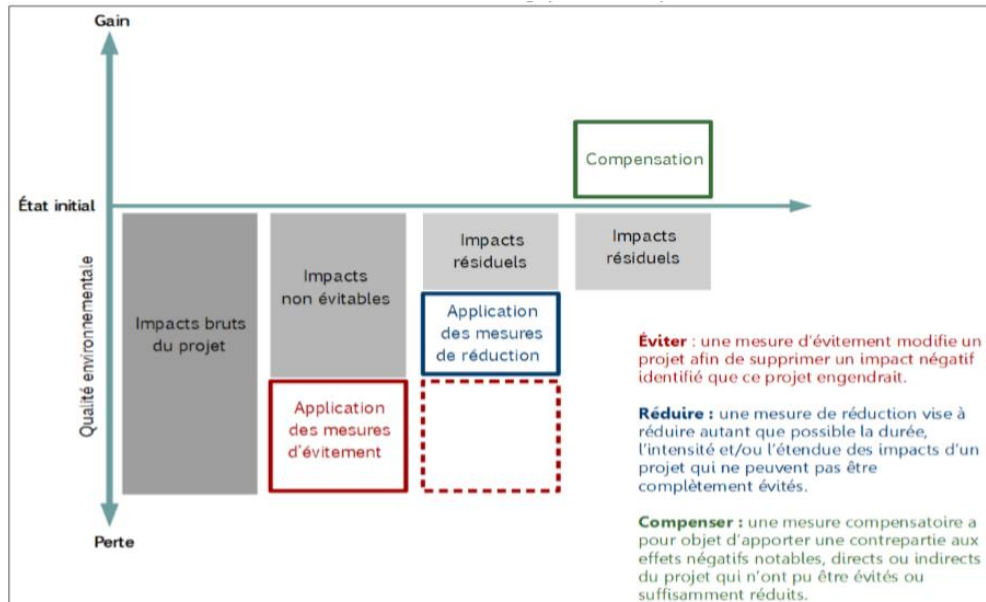 Gain
Compensation
État initial
Qualité environnementale
Impacts bruts
du projet
Impacts
non évitables
Application
des mesures
d'évitement
Impacts
résiduels
Application
des mesures
de réduction
Impacts
résiduels
Perte
Éviter : une mesure d'évitement modifie un
projet afin de supprimer un impact négatif
identifié que ce projet engendrait.
Réduire : une mesure de réduction vise à
réduire autant que possible la durée,
l'intensité et/ou l'étendue des impacts d'un
projet qui ne peuvent pas être
complètement évités.
Compenser : une mesure compensatoire a
pour objet d'apporter une contrepartie aux
effets négatifs notables, directs ou indirects
du projet qui n'ont pu être évités ou
suffisamment réduits.